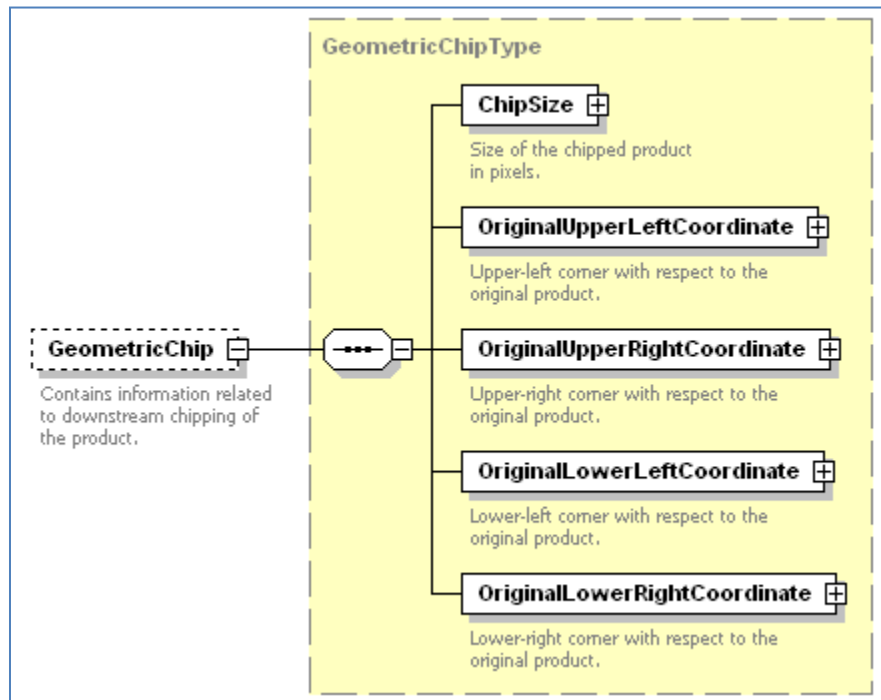 GeometricChipType
ChipSize
Size of the chipped product
in pixels.
OriginalUpperLeftCoordinate
Upper-left corner with respect to the
original product.
GeometricChip
Contains information related
to downstream chipping of
the product.
OriginalUpperRightCoordinate
Upper-right corner with respect to the
original product.
OriginalLowerLeftCoordinate
Lower-left corner with respect to the
original product.
OriginalLowerRightCoordinate
Lower-right corner with respect to the
original product.